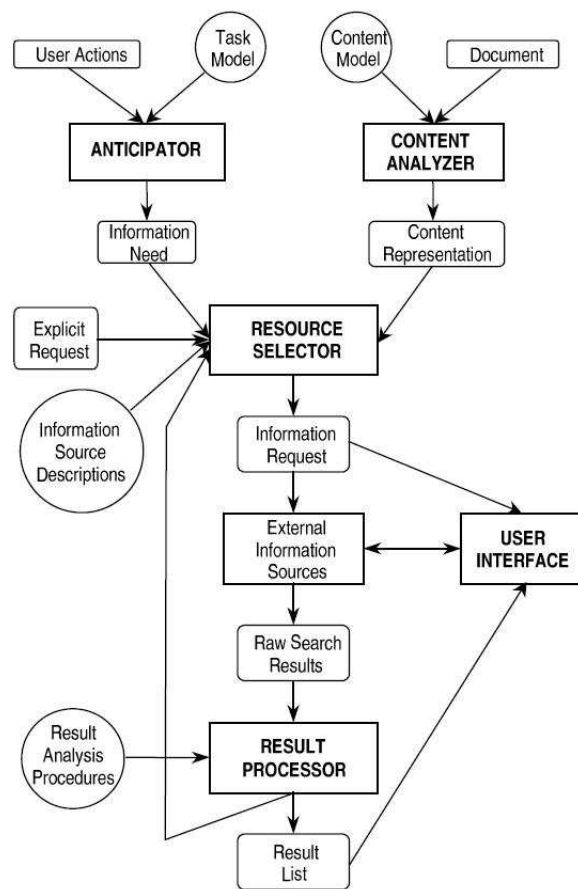 User Actions
Task
Model
Content
Model
Document
ANTICIPATOR
CONTENT
ANALYZER
Information
Need
Content
Representation
Explicit
Request
RESOURCE
SELECTOR
Information
Source
Descriptions
Information
Request
External
Information
Sources
USER
INTERFACE
Raw Search
Results
Result
Analysis
Procedures
RESULT
PROCESSOR
Result
List